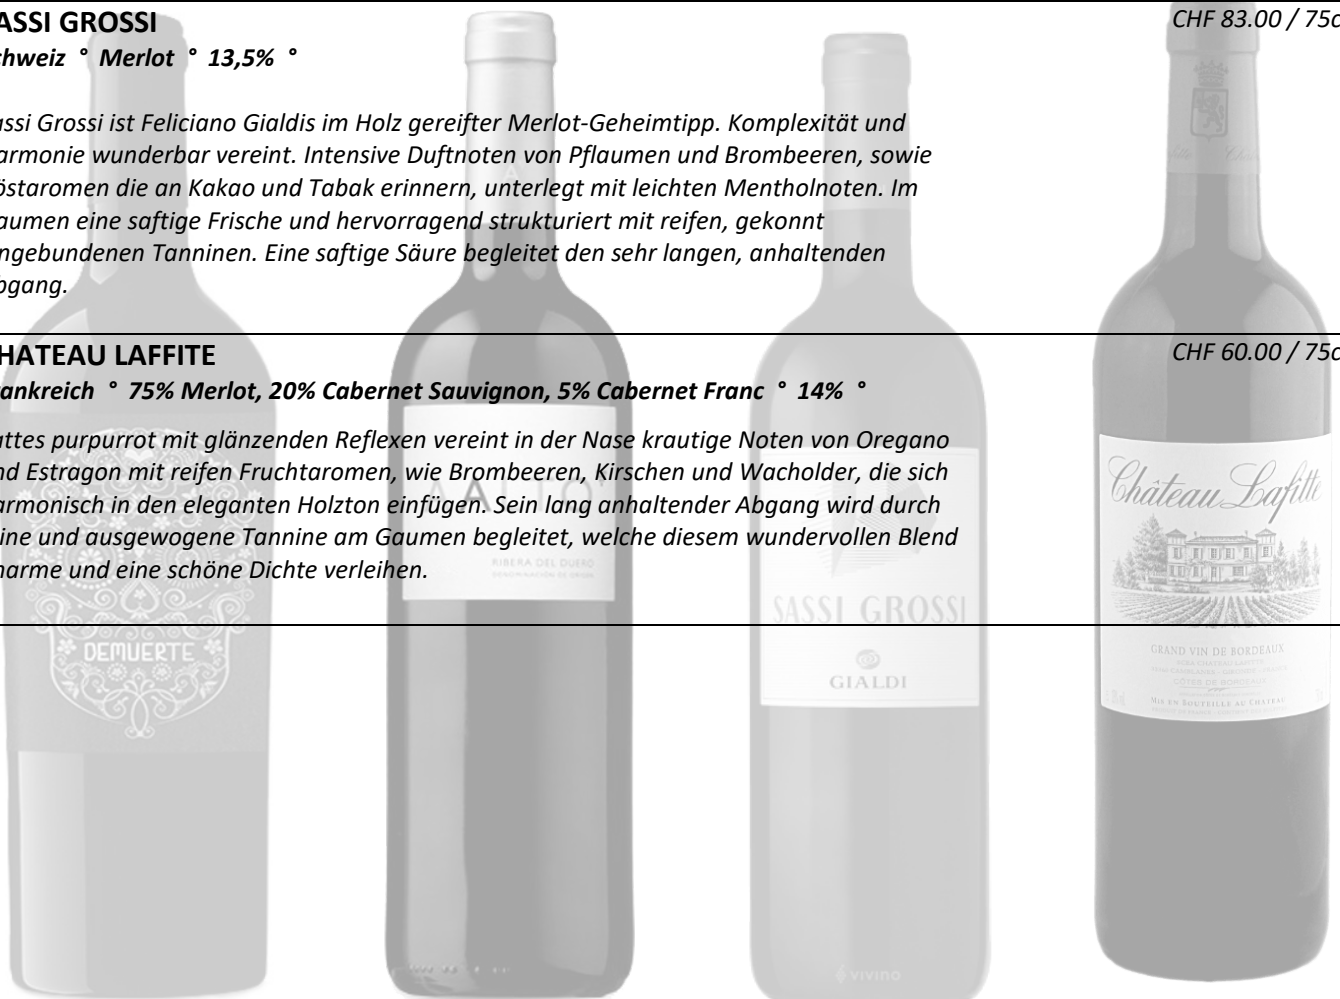 ASSI GROSSI
CHF 83.00 / 75c
chweiz ° Merlot ° 13,5% °
assi Grossi ist Feliciano Gialdis im Holz gereifter Merlot-Geheimtipp. Komplexität und
armonie wunderbar vereint. Intensive Duftnoten von Pflaumen und Brombeeren, sowie
östaromen die an Kakao und Tabak erinnern, unterlegt mit leichten Mentholnoten. Im
aumen eine saftige Frische und hervorragend strukturiert mit reifen, gekonnt
ngebundenen Tanninen. Eine saftige Säure begleitet den sehr langen, anhaltenden
bgang.
HATEAU LAFFITE
CHF 60.00 / 75c
ankreich ° 75% Merlot, 20% Cabernet Sauvignon, 5% Cabernet Franc ° 14% °
attes purpurrot mit glänzenden Reflexen vereint in der Nase krautige Noten von Oregano
nd Estragon mit reifen Fruchtaromen, wie Brombeeren, Kirschen und Wacholder, die sich
armonisch in den eleganten Holzton einfügen. Sein lang anhaltender Abgang wird durch
ine und ausgewogene Tannine am Gaumen begleitet, welche diesem wundervollen Blend
harme und eine schöne Dichte verleihen.
DEMUERTE
AALTO
RIBERA DEL DUERO
DENOMINACIÓN DE ORIGEN
SASSI GROSSI
GIALDI
vivino
Château Lafitte
GRAND VIN DE BORDEAUX
CÔTES DE BORDEAUX
MIS EN BOUTEILLE AU CHATEAU